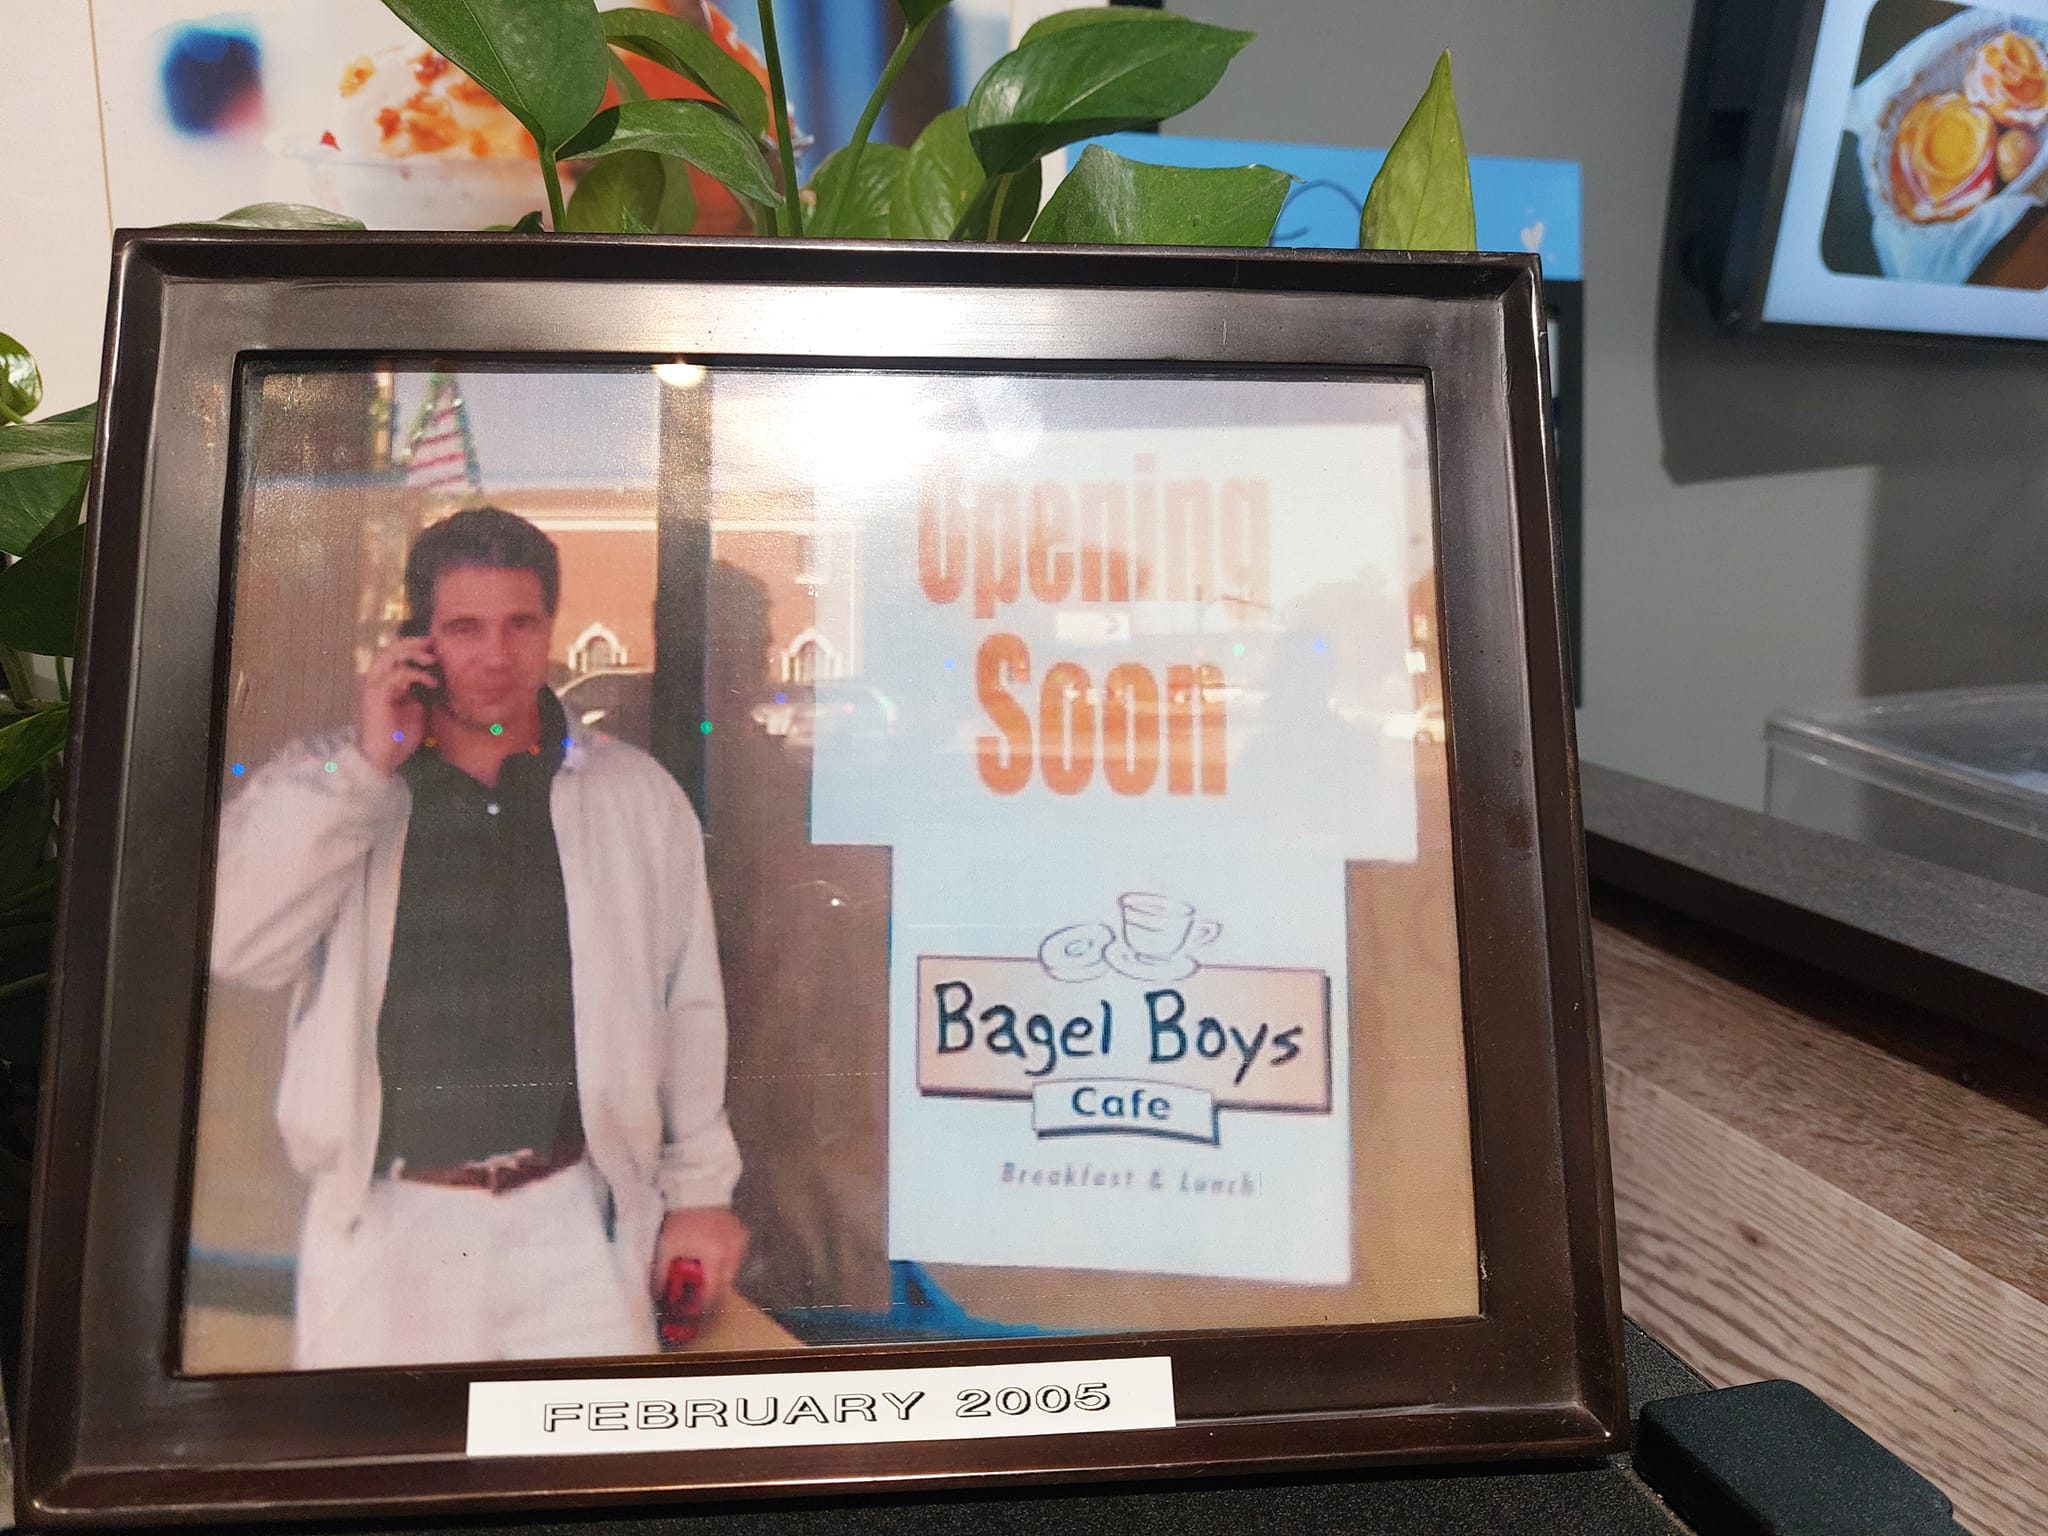 Opening
Soon
Bagel Boys
Cafe
Breakfast & Lunch
FEBRUARY 2005